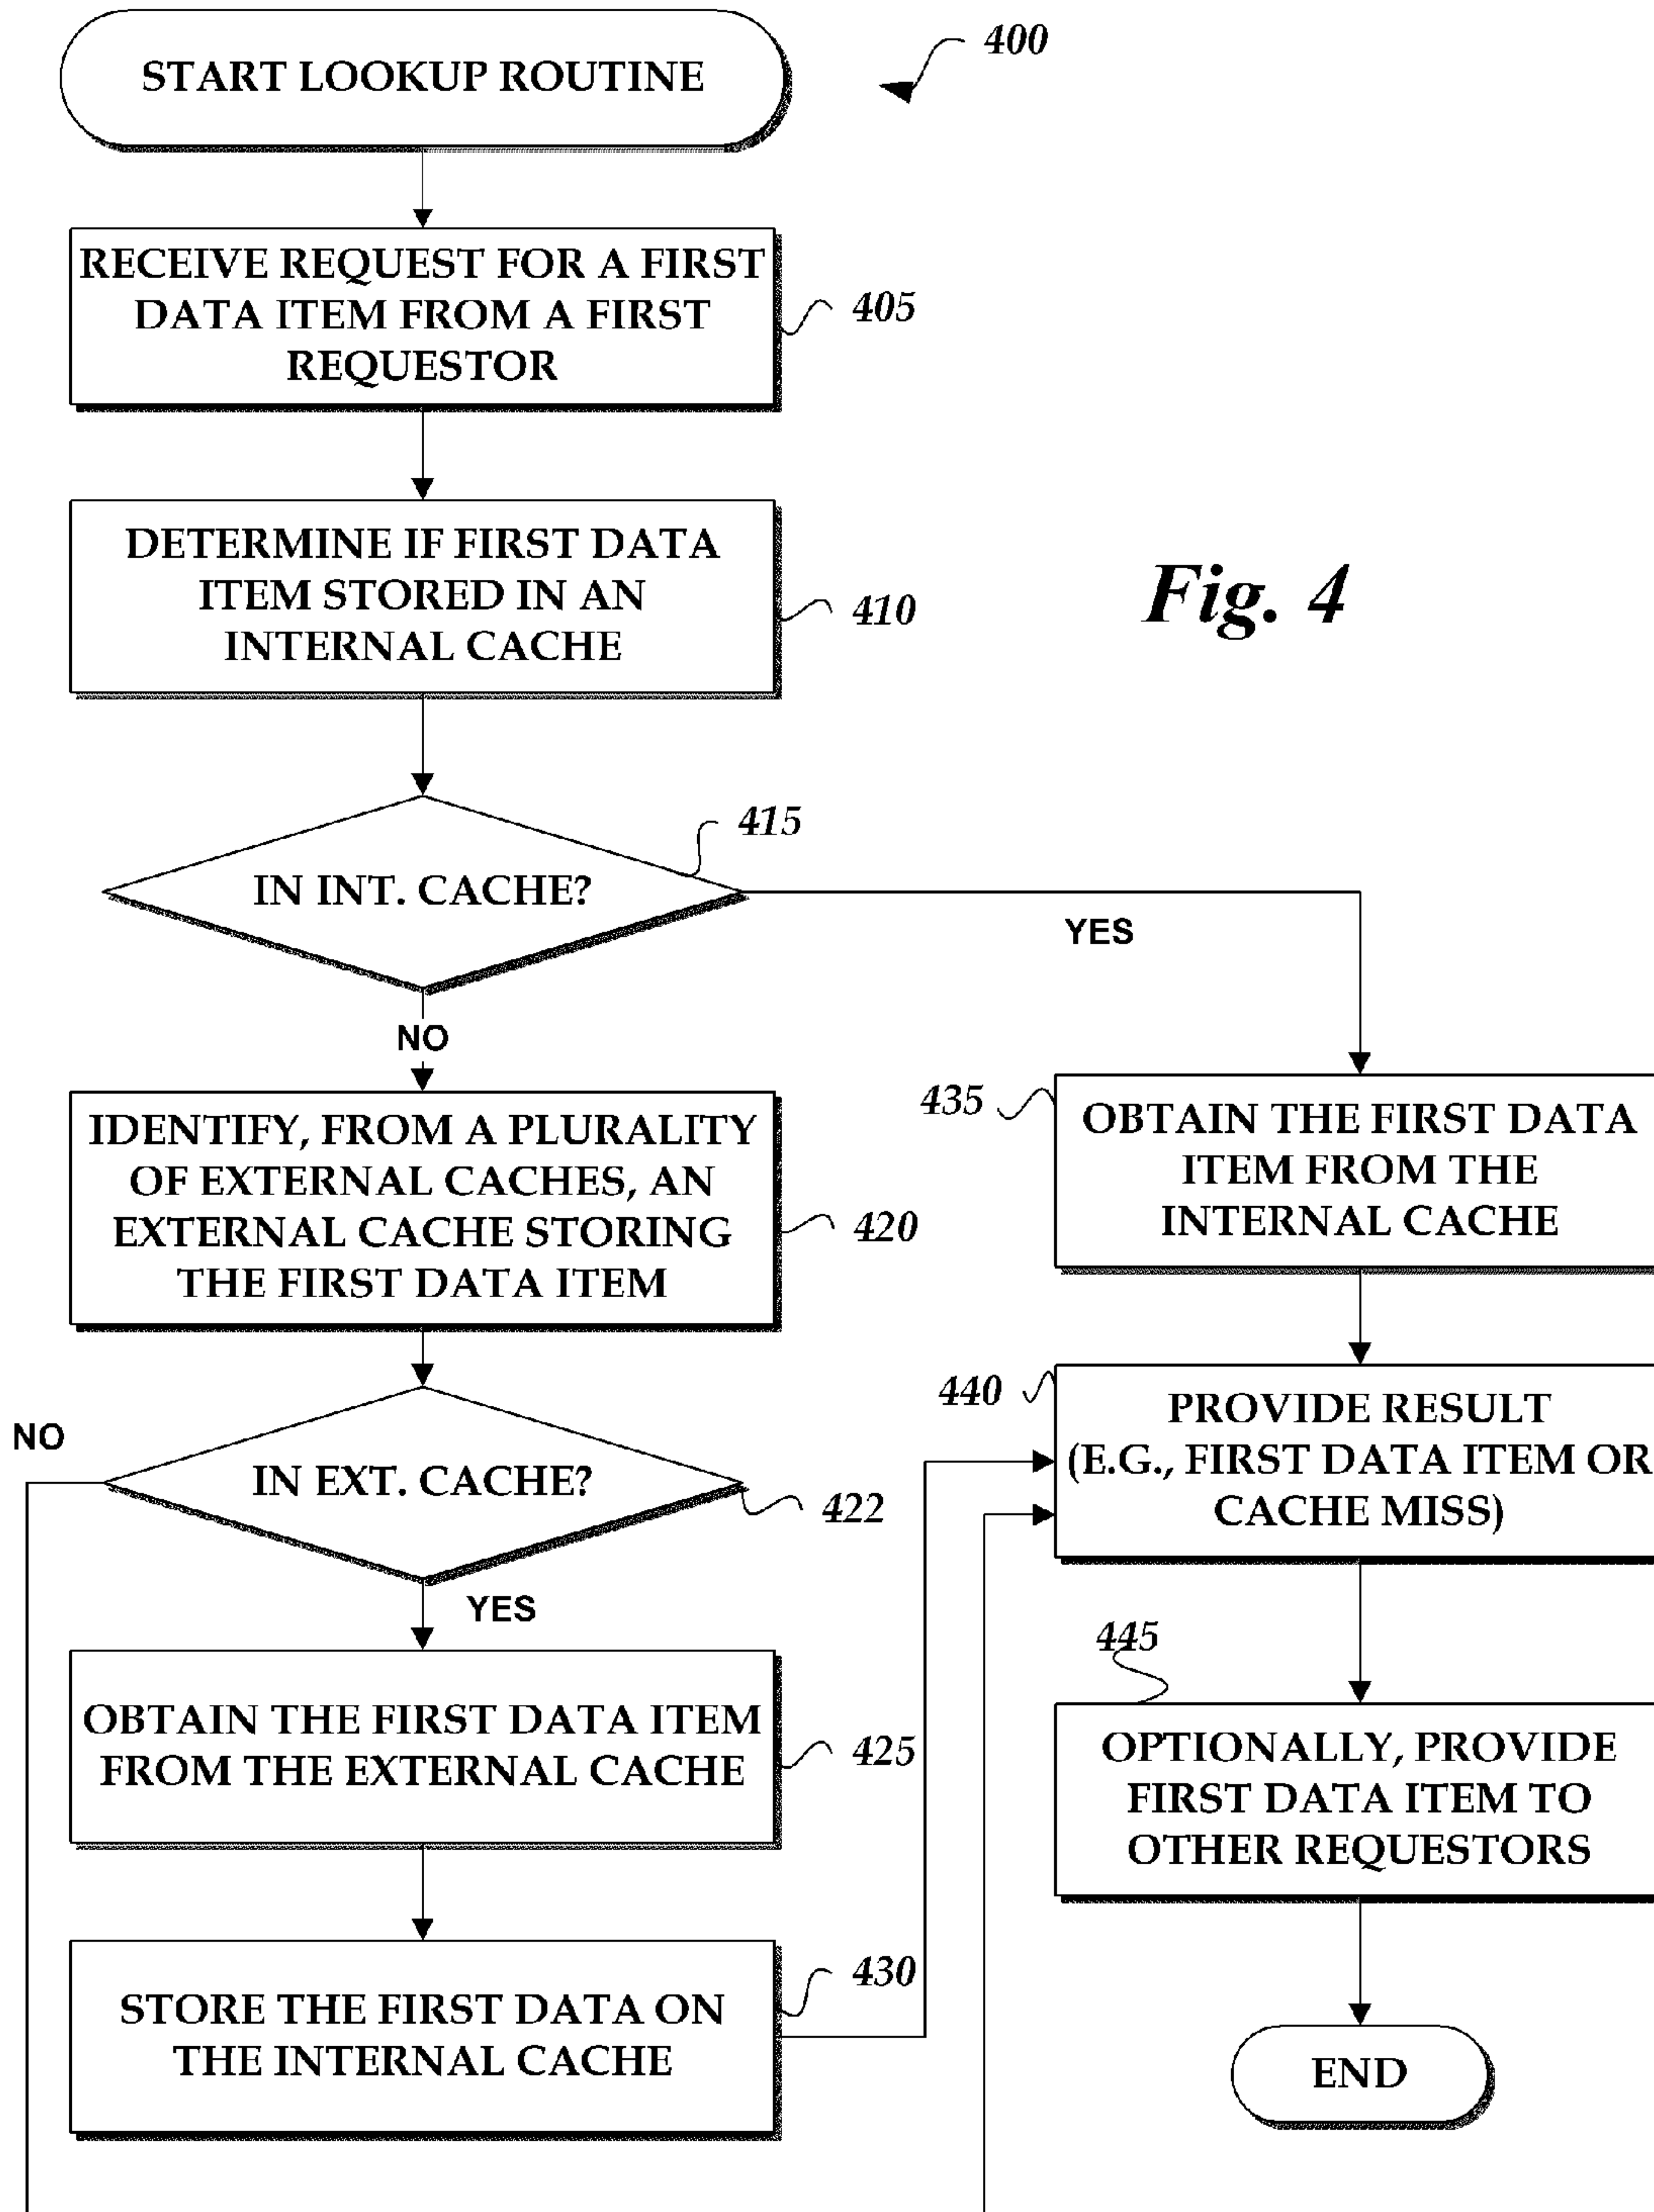 START LOOKUP ROUTINE
400
RECEIVE REQUEST FOR A FIRST
DATA ITEM FROM A FIRST
REQUESTOR
405
DETERMINE IF FIRST DATA
ITEM STORED IN AN
INTERNAL CACHE
410
Fig. 4
IN INT. CACHE?
415
YES
NO
IDENTIFY, FROM A PLURALITY
OF EXTERNAL CACHES, AN
EXTERNAL CACHE STORING
THE FIRST DATA ITEM
420
435
OBTAIN THE FIRST DATA
ITEM FROM THE
INTERNAL CACHE
NO
IN EXT. CACHE?
422
YES
440
PROVIDE RESULT
(E.G., FIRST DATA ITEM OR
CACHE MISS)
OBTAIN THE FIRST DATA ITEM
FROM THE EXTERNAL CACHE
425
445
OPTIONALLY, PROVIDE
FIRST DATA ITEM TO
OTHER REQUESTORS
STORE THE FIRST DATA ON
THE INTERNAL CACHE
430
END